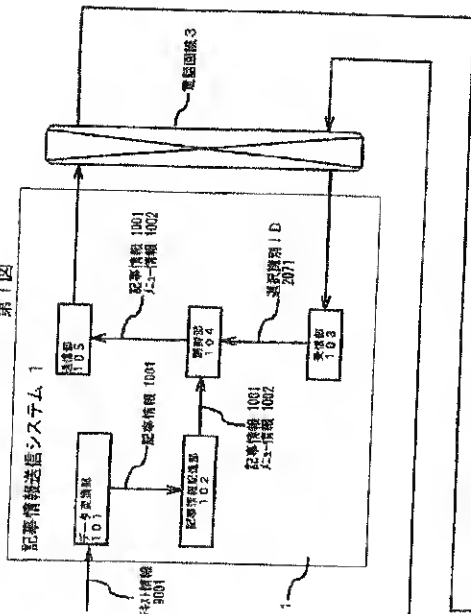 第1図
記事情報送信システム 1
テキスト情報
9001
データ変換部
101
記事情報 1001
記事情報記憶部
102
記事情報 1001
メニュー情報 1002
制御部
104
記事情報 1001
メニュー情報 1002
送信部
105
選択識別ID
2071
受信部
103
電話回線3
1